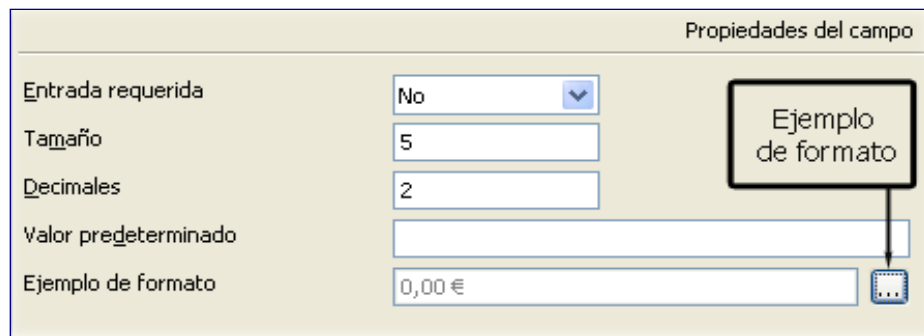 Propiedades del campo
Entrada requerida No
Tamaño 5
Decimales 2
Valor predeterminado
Ejemplo de formato 0,00 €
...
Ejemplo
de formato